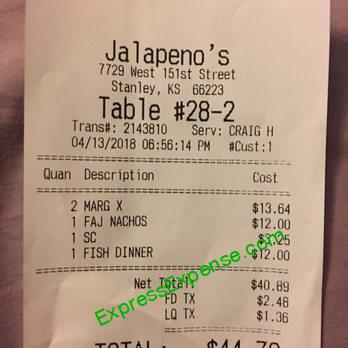 Jalapeno's
7729 West 151st Street
Stanley, KS 66223
Table #28-2
Trans#: 2143810 Serv: CRAIG H
04/13/2018 06:56:14 PM #Cust:1
Quan Description Cost
2 MARG X $13.64
1 FAJ NACHOS $12.00
1 SC $3.25
1 FISH DINNER $12.00
Net Total: $40.89
FD TX $2.48
LQ TX $1.36
TOTAL: $44.73
ExpressExpense.com